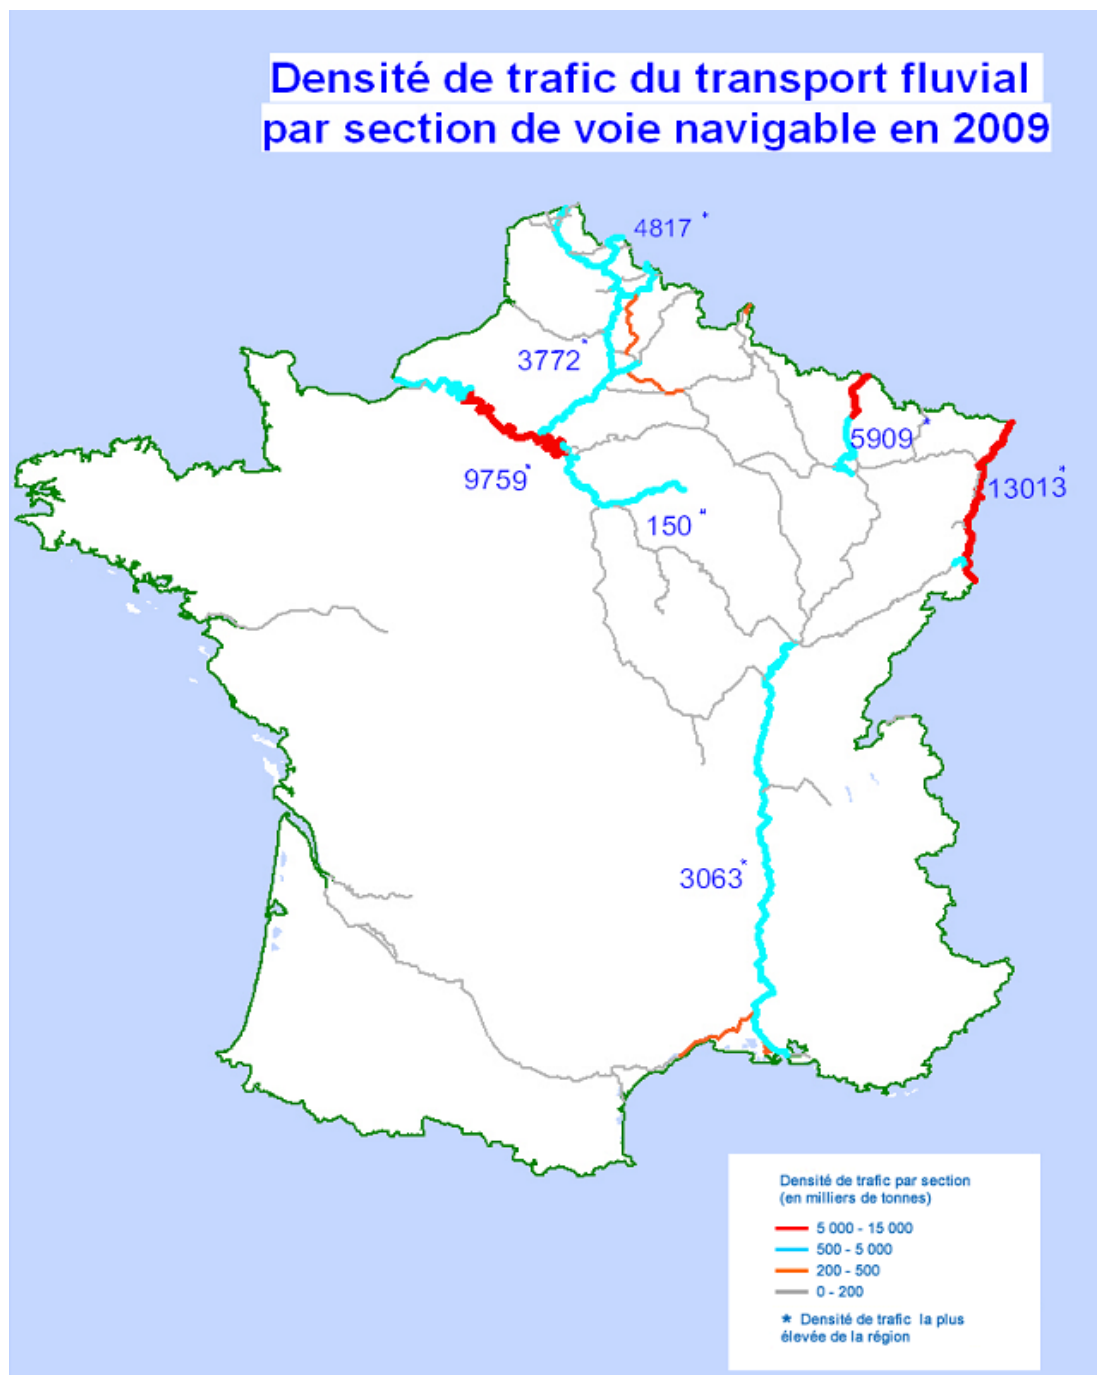 Densité de trafic du transport fluvial
par section de voie navigable en 2009
4817 *
3772 *
5909 *
9759 *
13013 *
150 *
3063 *
Densité de trafic par section
(en milliers de tonnes)
5 000 - 15 000
500 - 5 000
200 - 500
0 - 200
* Densité de trafic la plus
élevée de la région